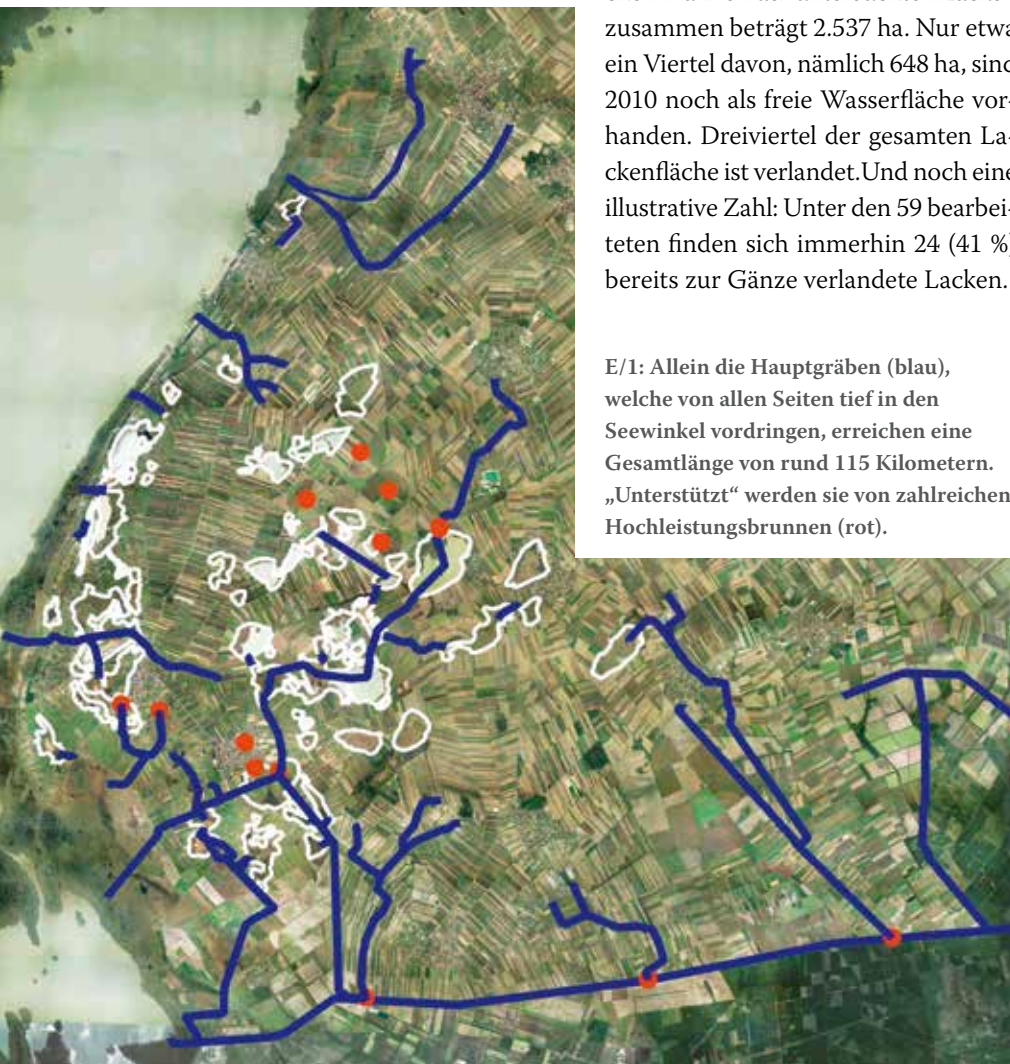 zusammen beträgt 2.537 ha. Nur etwa
ein Viertel davon, nämlich 648 ha, sind
2010 noch als freie Wasserfläche vor-
handen. Dreiviertel der gesamten La-
ckenfläche ist verlandet.Und noch eine
illustrative Zahl: Unter den 59 bearbei-
teten finden sich immerhin 24 (41 %)
bereits zur Gänze verlandete Lacken.
E/1: Allein die Hauptgräben (blau),
welche von allen Seiten tief in den
Seewinkel vordringen, erreichen eine
Gesamtlänge von rund 115 Kilometern.
„Unterstützt“ werden sie von zahlreichen
Hochleistungsbrunnen (rot).